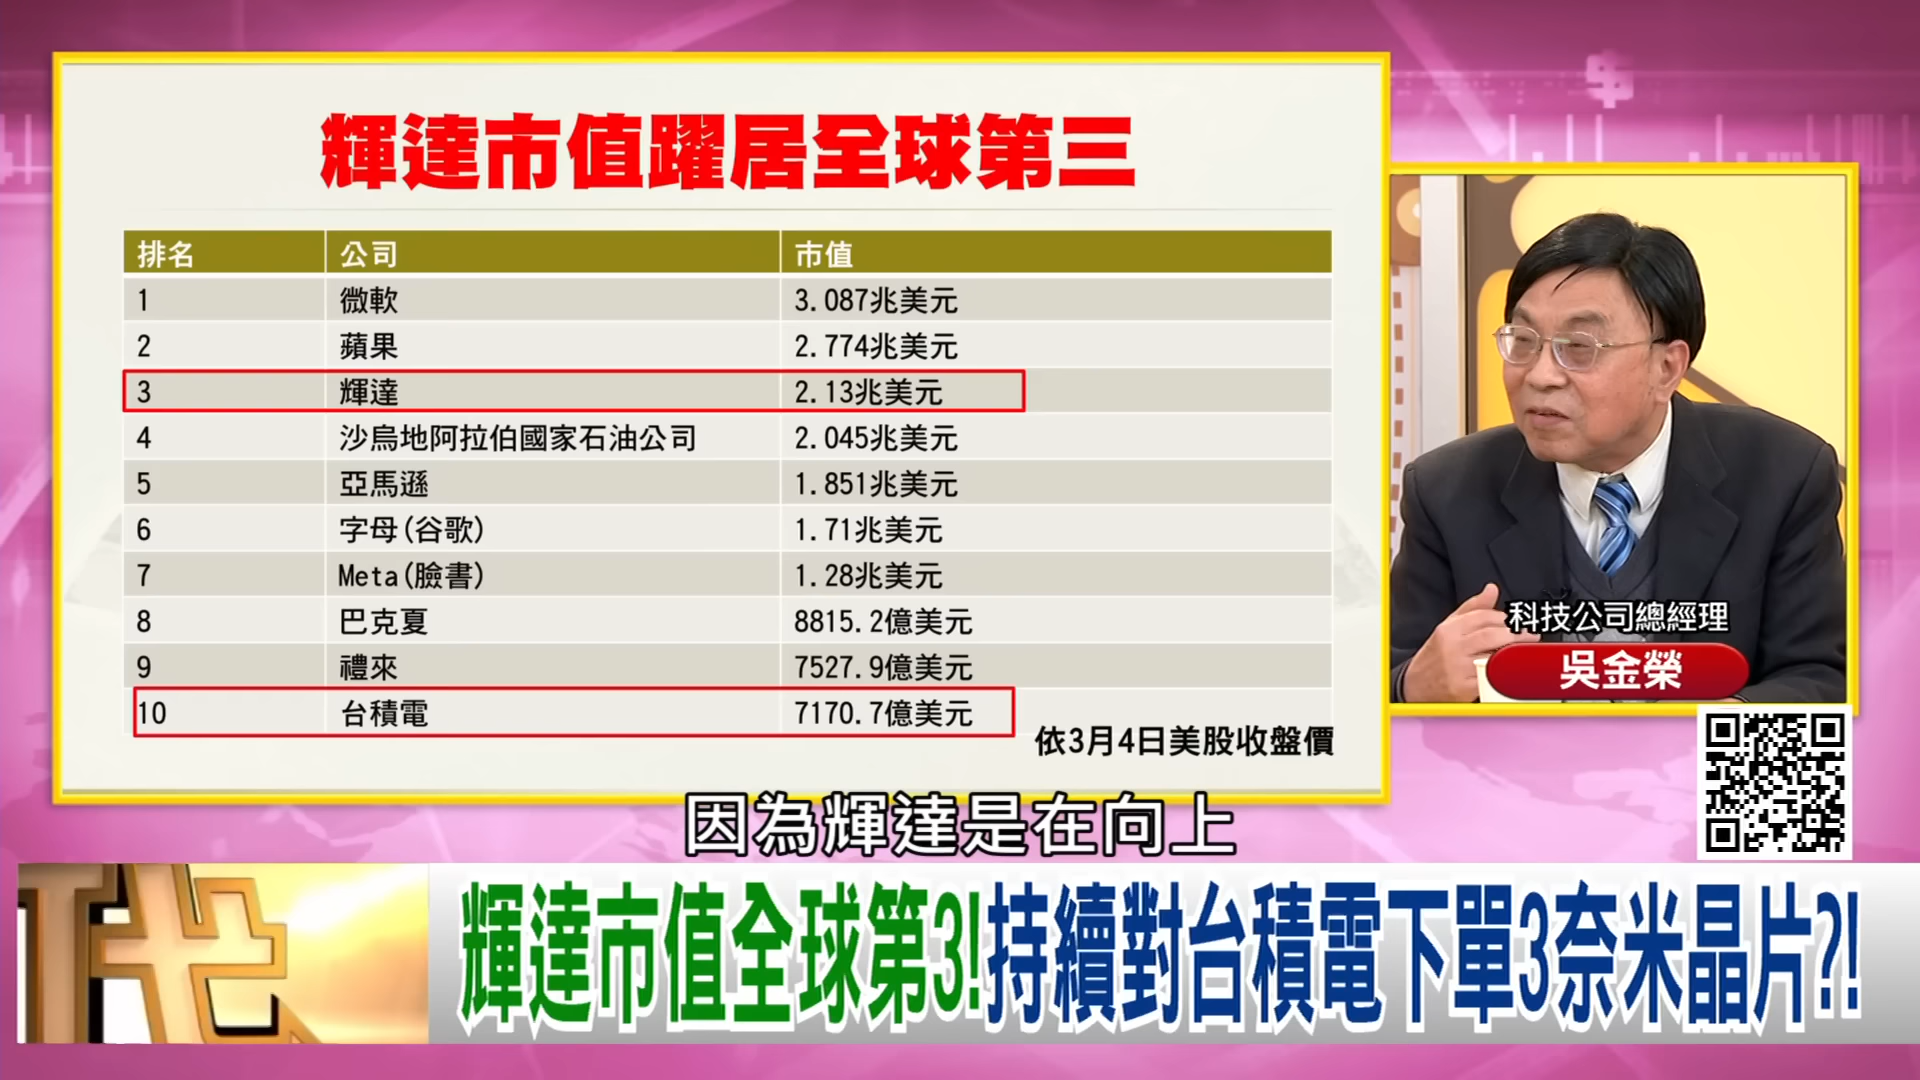 輝達市值躍居全球第三
排名 公司 市值
1 微軟 3.087兆美元
2 蘋果 2.774兆美元
3 輝達 2.13兆美元
4 沙烏地阿拉伯國家石油公司 2.045兆美元
5 亞馬遜 1.851兆美元
6 字母(谷歌) 1.71兆美元
7 Meta(臉書) 1.28兆美元
8 巴克夏 8815.2億美元
9 禮來 7527.9億美元
10 台積電 7170.7億美元
依3月4日美股收盤價
科技公司總經理
吳金榮
因為輝達是在向上
輝達市值全球第3!持續對台積電下單3奈米晶片?!